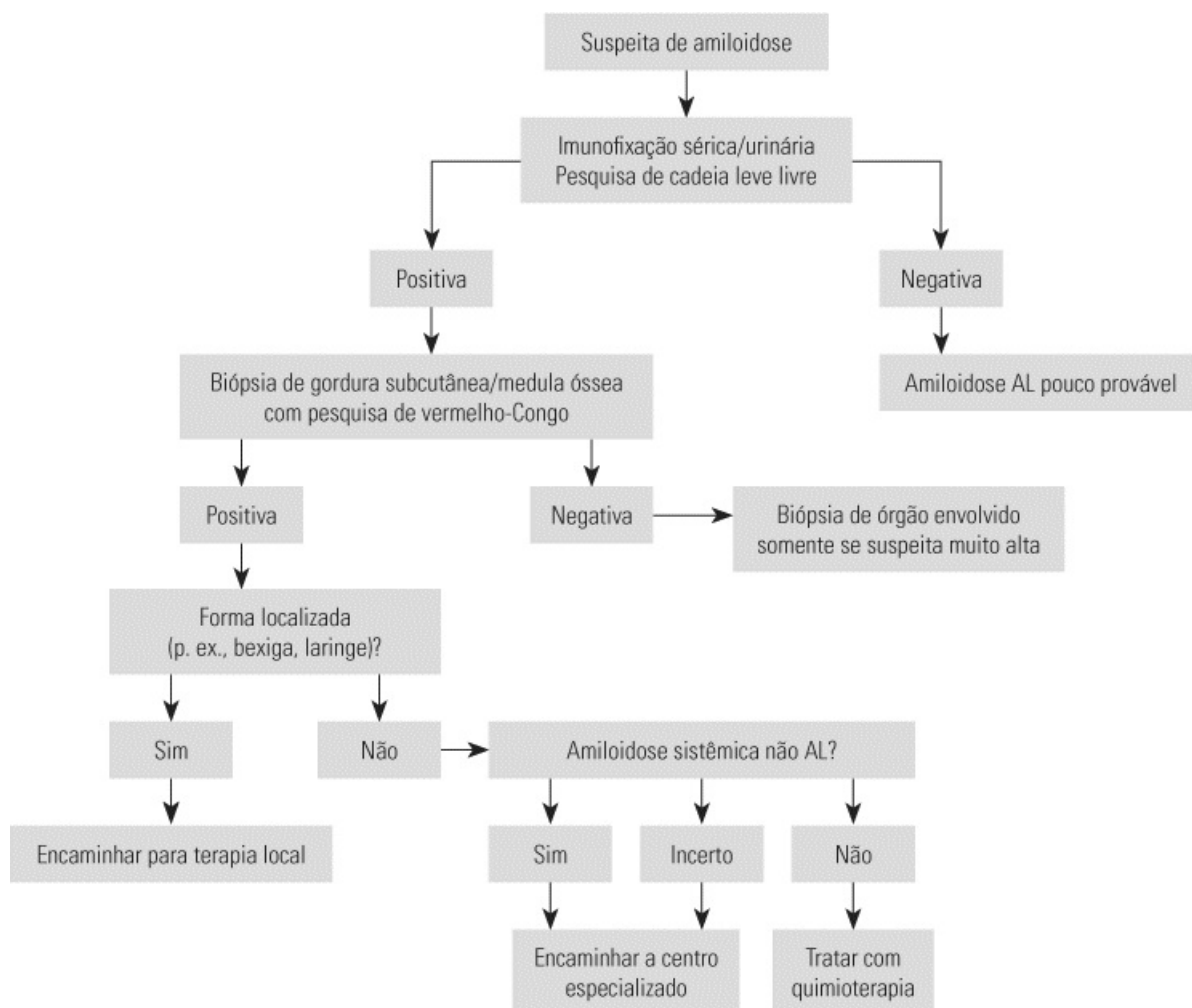 Suspeita de amiloidose
Imunofixação sérica/urinária
Pesquisa de cadeia leve livre
Positiva
Negativa
Biópsia de gordura subcutânea/medula óssea
com pesquisa de vermelho-Congo
Amiloidose AL pouco provável
Positiva
Negativa
Biópsia de órgão envolvido
somente se suspeita muito alta
Forma localizada
(p. ex., bexiga, laringe)?
Sim
Não
Amiloidose sistêmica não AL?
Encaminhar para terapia local
Sim
Incerto
Não
Encaminhar a centro
especializado
Tratar com
quimioterapia